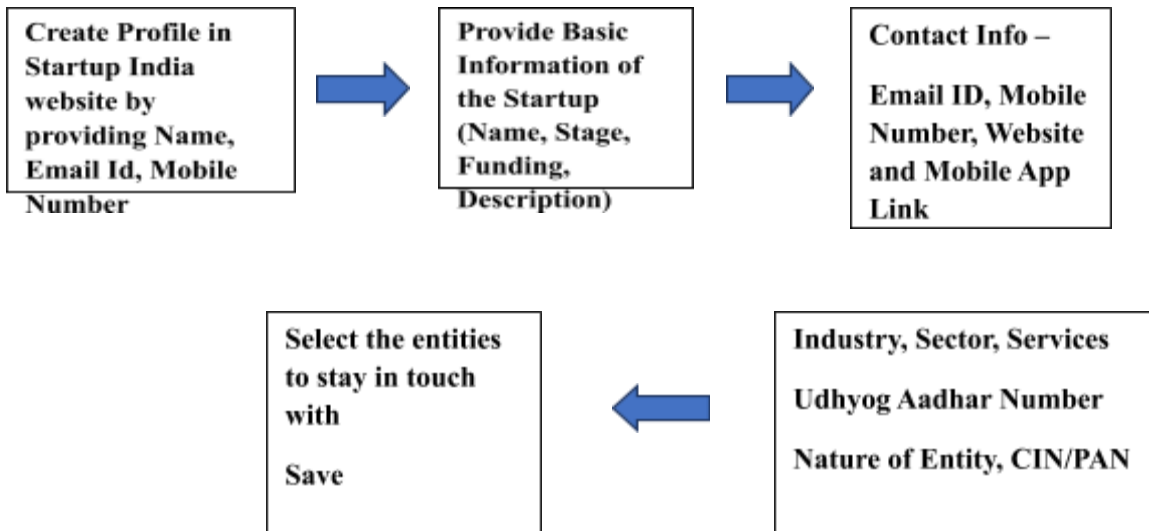 Create Profile in
Startup India
website by
providing Name,
Email Id, Mobile
Number
Provide Basic
Information of
the Startup
(Name, Stage,
Funding,
Description)
Contact Info –
Email ID, Mobile
Number, Website
and Mobile App
Link
Industry, Sector, Services
Udhyog Aadhar Number
Nature of Entity, CIN/PAN
Select the entities
to stay in touch
with
Save